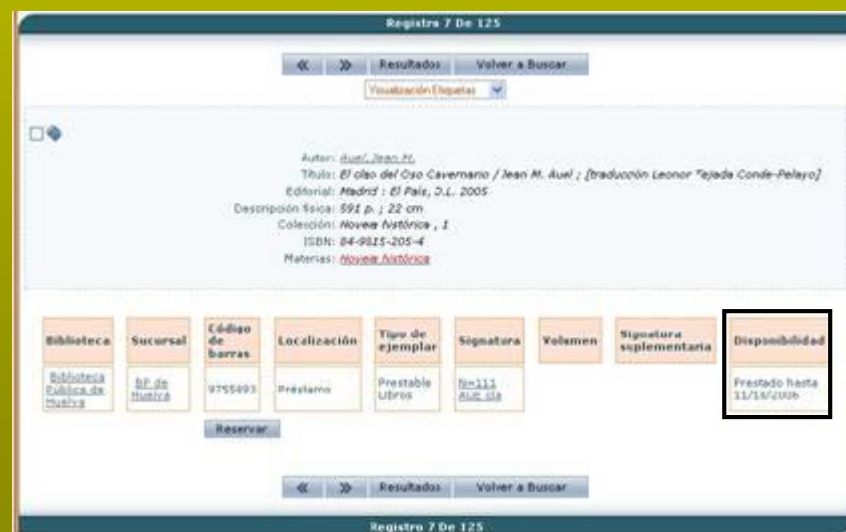 Registro 7 De 125
« » Resultados Volver a Buscar
Visualización Etiquetas
Autor: Auel, Jean M.
Título: El clan del Oso Cavernario / Jean M. Auel ; [traducción Leonor Tejada Conde-Pelayo]
Editorial: Madrid : El País, D.L. 2005
Descripción física: 591 p. ; 22 cm
Colección: Novela histórica , 1
ISBN: 84-9815-205-4
Materias: Novela histórica
Biblioteca Sucursal Código de barras Localización Tipo de ejemplar Signatura Volumen Signatura suplementaria Disponibilidad
Biblioteca Pública de Huelva BP de Huelva Préstamo Prestable Libros N-111 AUE cla Prestado hasta
Reservar
« » Resultados Volver a Buscar
Registro 7 De 125